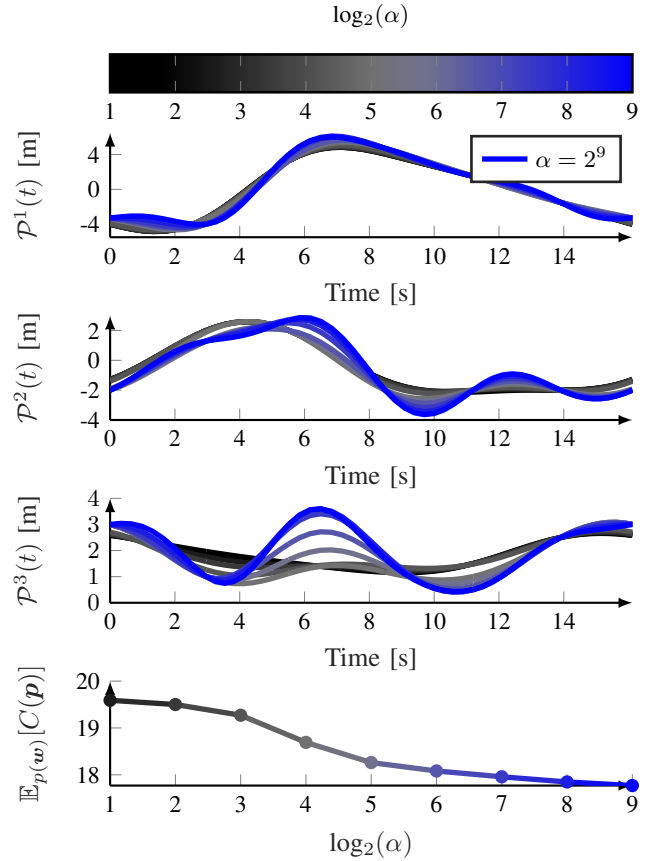 log₂(α)
1 2 3 4 5 6 7 8 9
𝒫¹(t) [m]
4
0
-4
α = 2⁹
0 2 4 6 8 10 12 14
Time [s]
𝒫²(t) [m]
2
0
-2
-4
0 2 4 6 8 10 12 14
Time [s]
𝒫³(t) [m]
4
3
2
1
0
0 2 4 6 8 10 12 14
Time [s]
𝔼ₚ₍𝒘₎[C(𝒑)]
20
19
18
1 2 3 4 5 6 7 8 9
log₂(α)